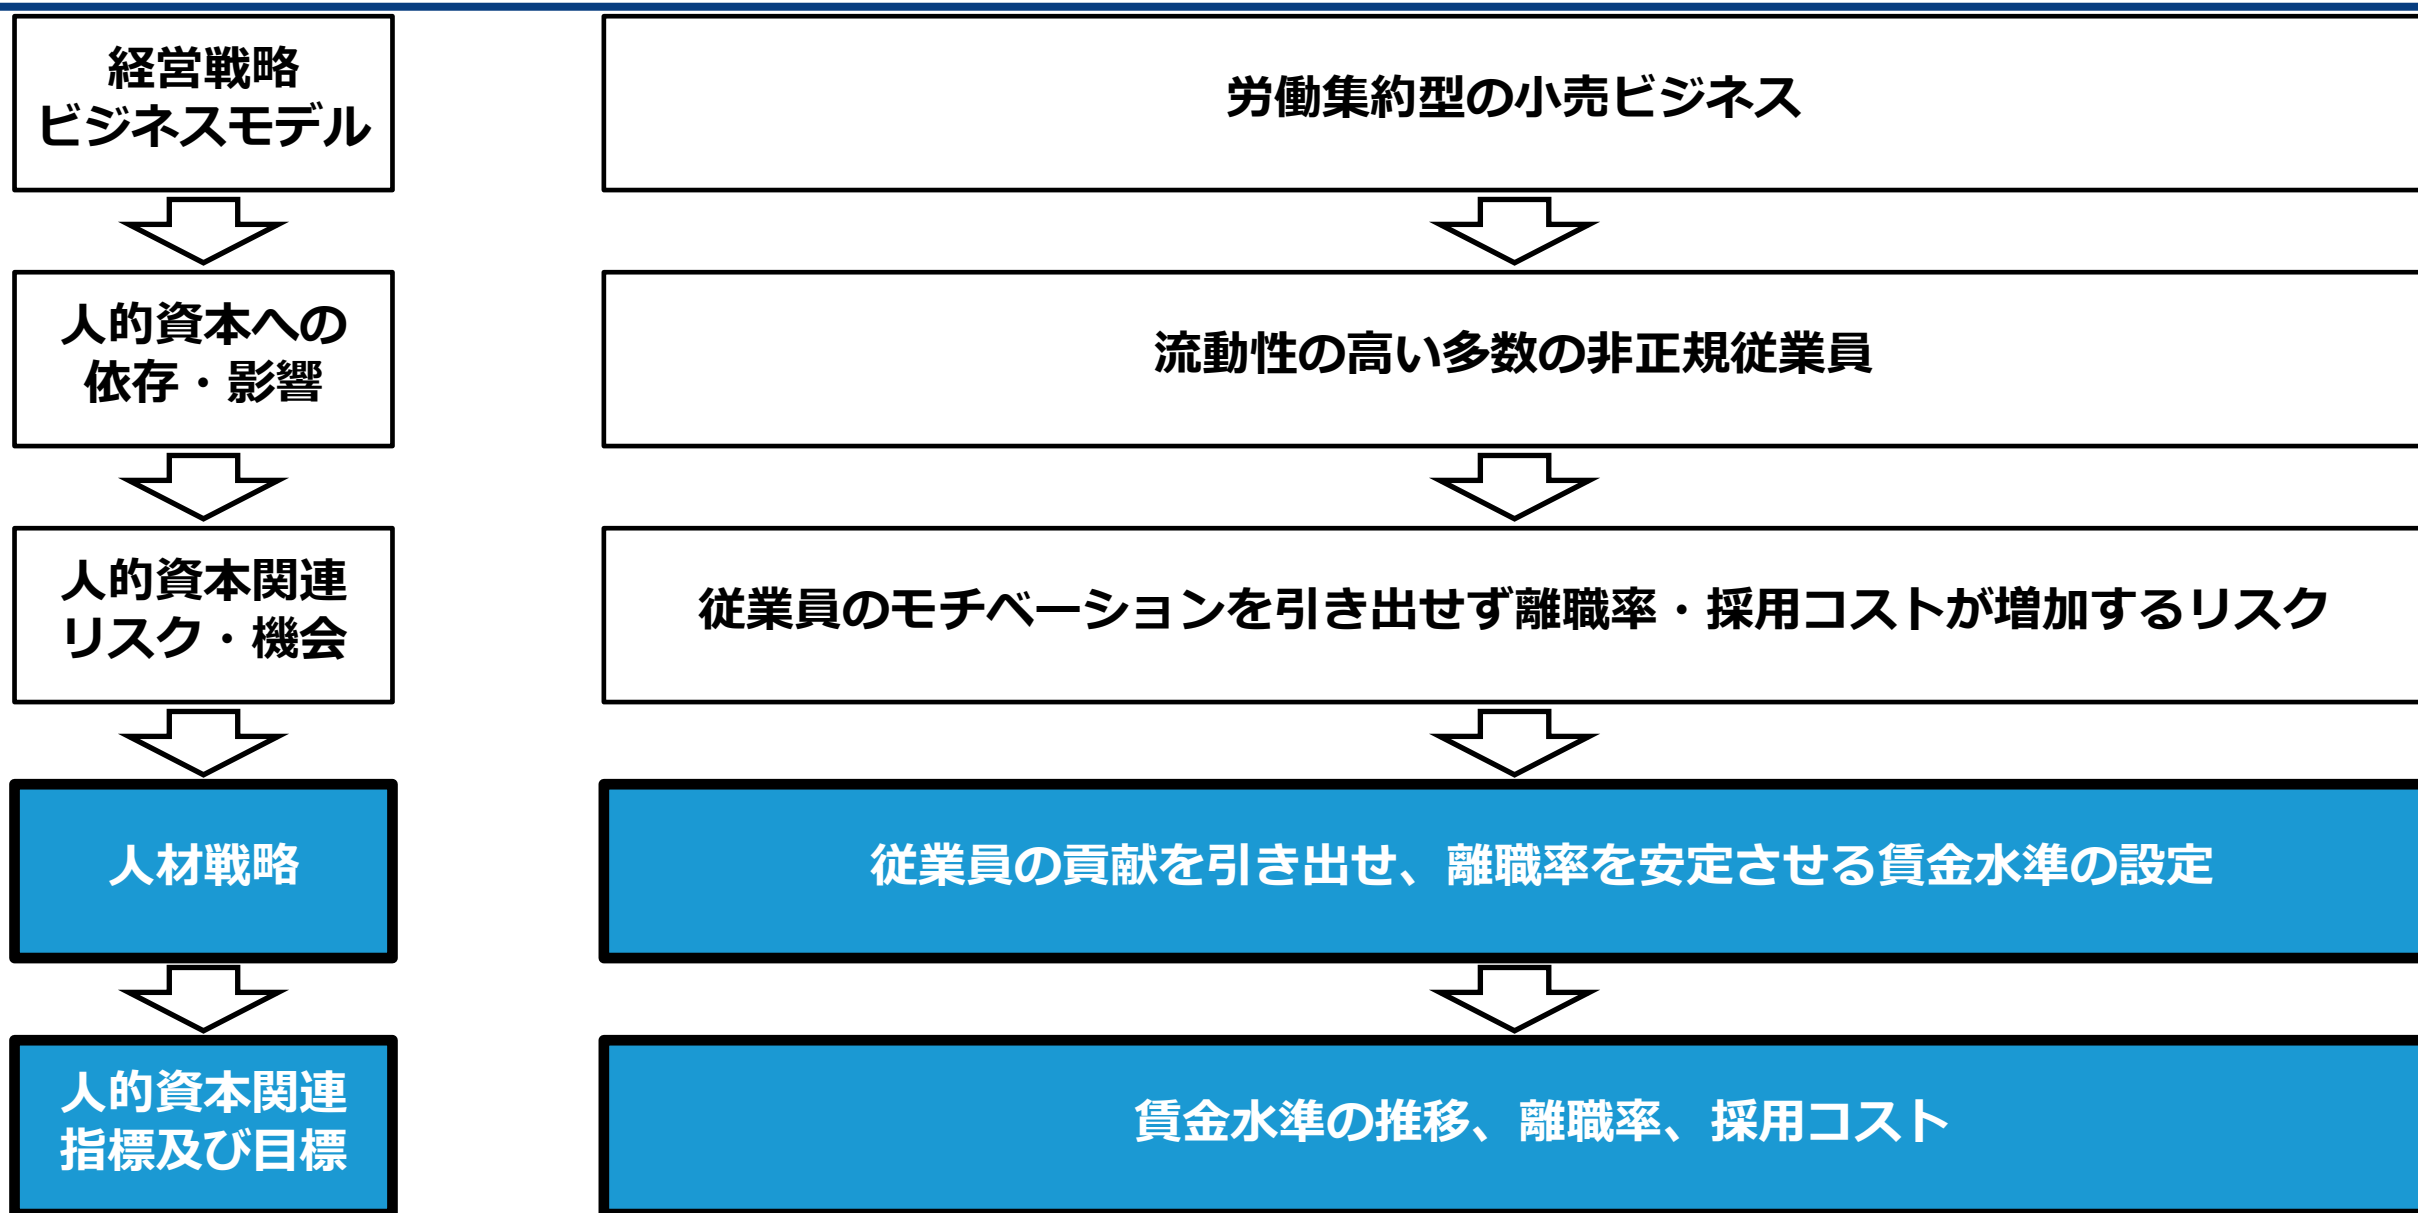 経営戦略
ビジネスモデル
労働集約型の小売ビジネス
人的資本への
依存・影響
流動性の高い多数の非正規従業員
人的資本関連
リスク・機会
従業員のモチベーションを引き出せず離職率・採用コストが増加するリスク
人材戦略
従業員の貢献を引き出せ、離職率を安定させる賃金水準の設定
人的資本関連
指標及び目標
賃金水準の推移、離職率、採用コスト